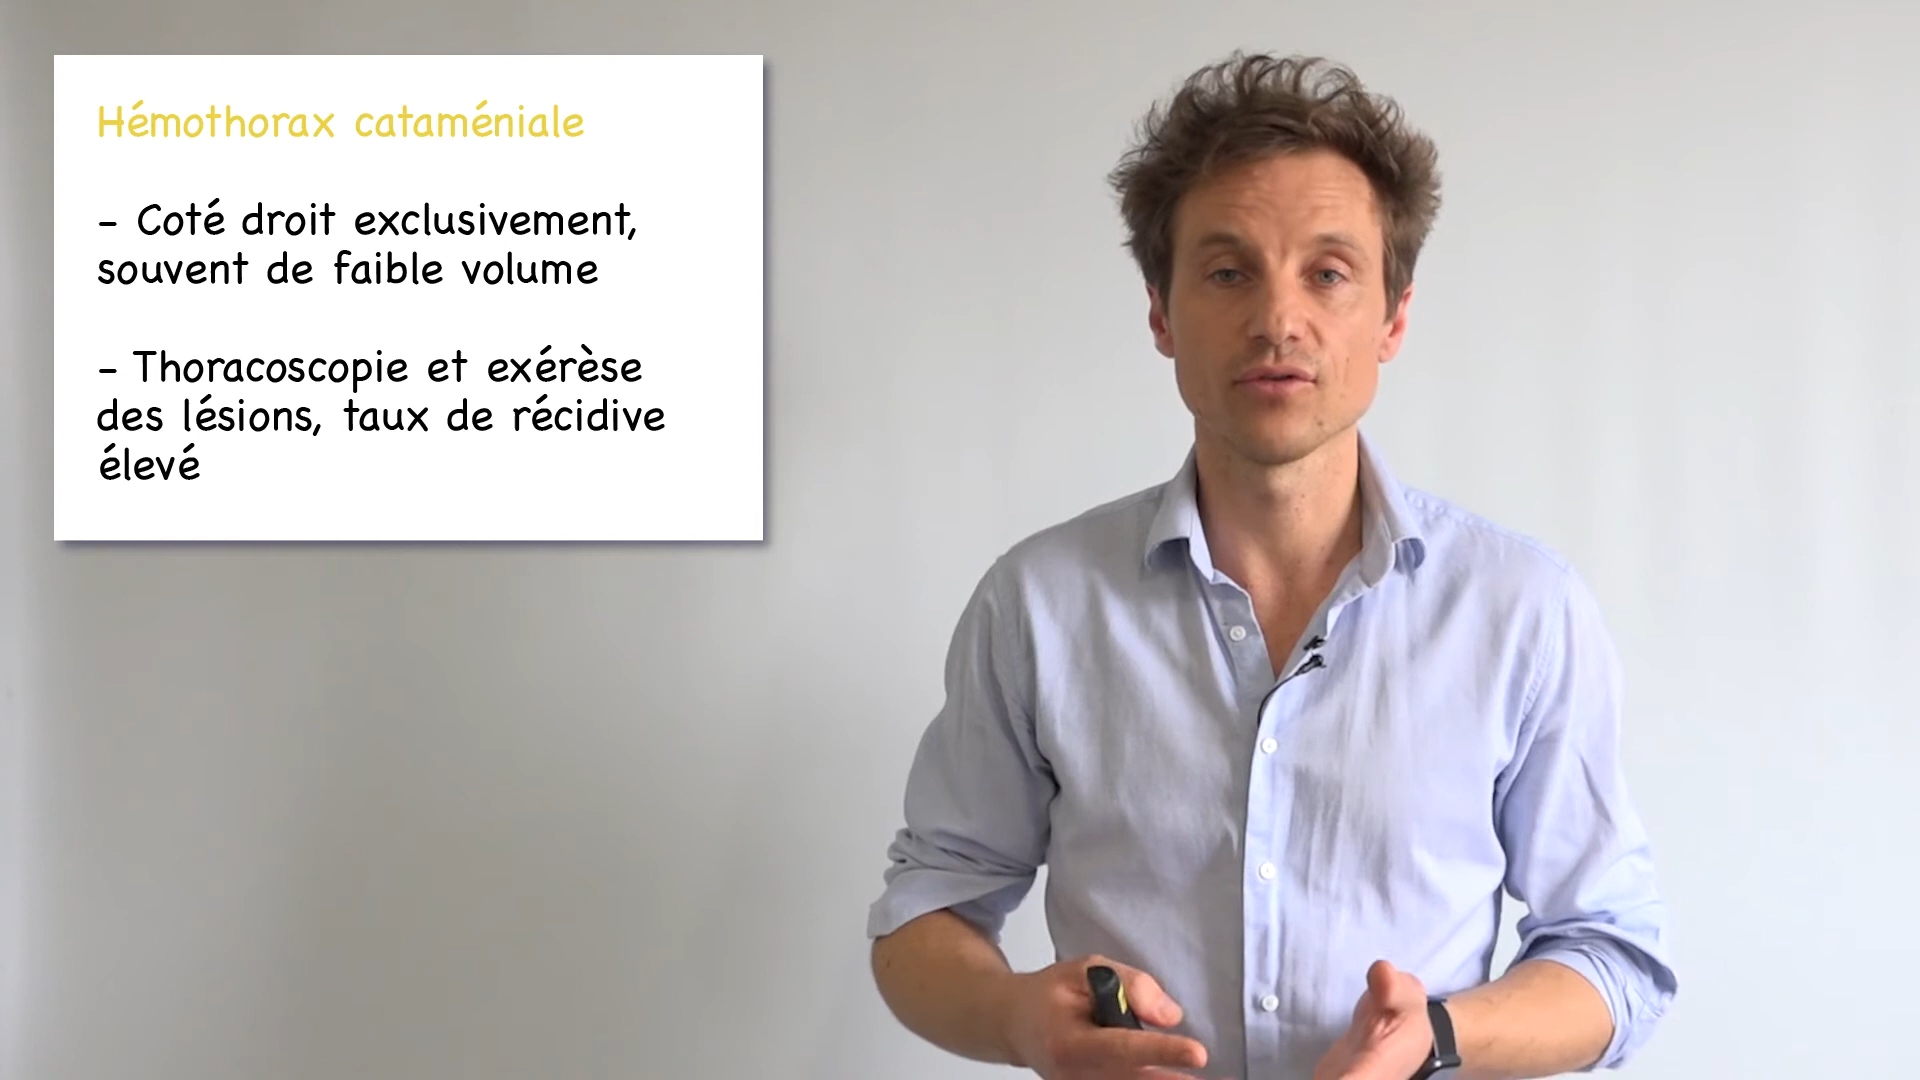 Hémothorax cataméniale
- Coté droit exclusivement,
souvent de faible volume
- Thoracoscopie et exérèse
des lésions, taux de récidive
élevé